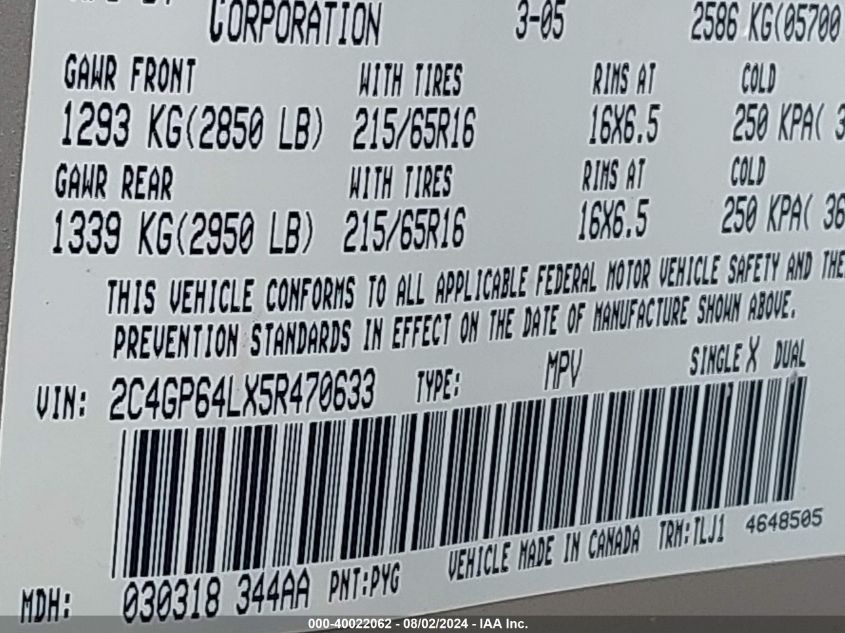 CORPORATION 3-05 2586 KG(05700
GAWR FRONT WITH TIRES RIMS AT COLD
1293 KG(2850 LB) 215/65R16 16X6.5 250 KPA( 3
GAWR REAR WITH TIRES RIMS AT COLD
1339 KG(2950 LB) 215/65R16 16X6.5 250 KPA( 36
THIS VEHICLE CONFORMS TO ALL APPLICABLE FEDERAL MOTOR VEHICLE SAFETY AND THE
PREVENTION STANDARDS IN EFFECT ON THE DATE OF MANUFACTURE SHOWN ABOVE.
VIN: 2C4GP64LX5R470633 TYPE: MPV SINGLE X DUAL
VEHICLE MADE IN CANADA TRM:TLJ1 4648505
MDH: 030318 344AA PNT:PYG
000-40022062 - 08/02/2024 - IAA Inc.